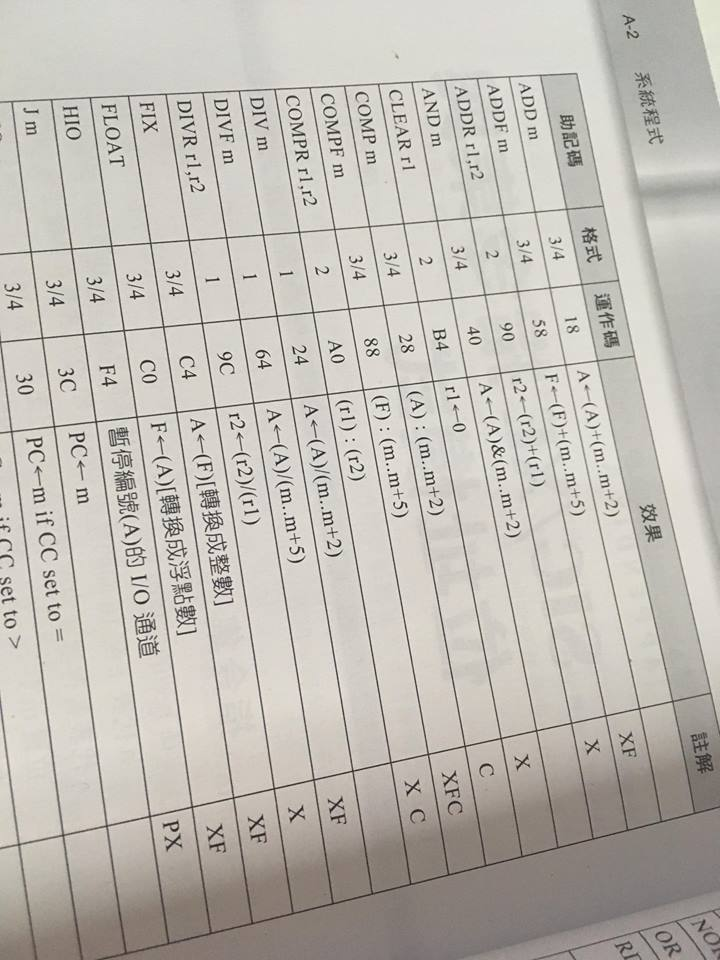 A-2 系統程式
助記碼 格式 運作碼 效果 註解
ADD m 3/4 18 A←(A)+(m..m+2)
ADDF m 3/4 58 F←(F)+(m..m+5) XF
ADDR r1,r2 2 90 r2←(r2)+(r1) X
AND m 3/4 40 A←(A)&(m..m+2)
CLEAR r1 2 B4 r1←0 X
COMP m 3/4 28 (A) : (m..m+2) C
COMPF m 3/4 88 (F) : (m..m+5) XFC
COMPR r1,r2 2 A0 (r1) : (r2) X C
DIV m 1 24 A←(A)/(m..m+2)
DIVF m 1 64 A←(A)/(m..m+5) XF
DIVR r1,r2 1 9C r2←(r2)/(r1) X
FIX 3/4 C4 A←(F)[轉換成整數] XF
FLOAT 3/4 C0 F←(A)[轉換成浮點數] XF
HIO 3/4 F4 暫停編號(A)的 I/O 通道 PX
J m 3/4 3C PC←m
3/4 30 PC←m if CC set to =
m if CC set to >
OR